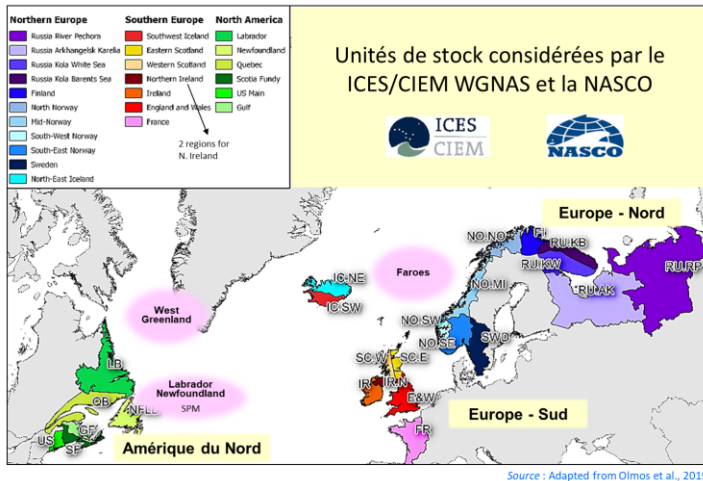 Northern Europe
Russia River Pechora
Russia Arkhangelsk Karelia
Russia Kola White Sea
Russia Kola Barents Sea
Finland
North Norway
Mid-Norway
South-West Norway
South-East Norway
Sweden
North-East Iceland
Southern Europe
Southwest Iceland
Eastern Scotland
Western Scotland
Northern Ireland
Ireland
England and Wales
France
2 regions for
N. Ireland
North America
Labrador
Newfoundland
Quebec
Scotia Fundy
US Main
Gulf
Unités de stock considérées par le
ICES/CIEM WGNAS et la NASCO
ICES
CIEM
NASCO
Europe - Nord
NO.NO
FI
RU.KB
RU.KW
RU.RP
RU.AK
Faroes
IC.NE
IC.SW
NO.MI
West
Greenland
NO.SW
NO.SE
SWD
SC.W
SC.E
LB
Labrador
Newfoundland
SPM
IR
IR.N
E&W
QB
NFLD
GF
US
SF
Europe - Sud
FR
Amérique du Nord
Source : Adapted from Olmos et al., 2019